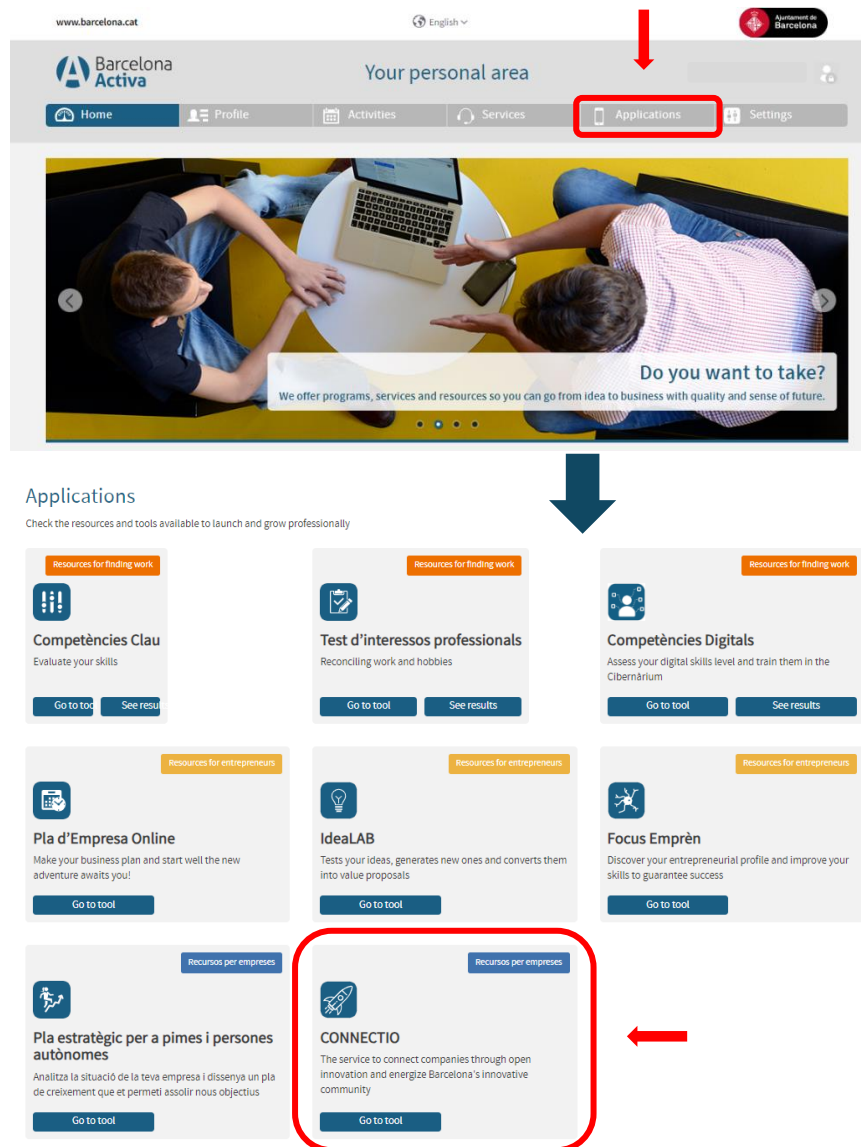 www.barcelona.cat
English
Ajuntament de
Barcelona
Barcelona
Activa
Your personal area
Home
Profile
Activities
Services
Applications
Settings
Do you want to take?
We offer programs, services and resources so you can go from idea to business with quality and sense of future.
Applications
Check the resources and tools available to launch and grow professionally
Resources for finding work
Competències Clau
Evaluate your skills
Go to too
See resul
Resources for finding work
Test d'interessos professionals
Reconciling work and hobbies
Go to tool
See results
Resources for finding work
Competències Digitals
Assess your digital skills level and train them in the
Cibernàrium
Go to tool
See results
Resources for entrepreneurs
Pla d'Empresa Online
Make your business plan and start well the new
adventure awaits you!
Go to tool
Resources for entrepreneurs
IdeaLAB
Tests your ideas, generates new ones and converts them
into value proposals
Go to tool
Resources for entrepreneurs
Focus Emprèn
Discover your entrepreneurial profile and improve your
skills to guarantee success
Go to tool
Recursos per empreses
Pla estratègic per a pimes i persones
autònomes
Analitza la situació de la teva empresa i dissenya un pla
de creixement que et permeti assolir nous objectius
Go to tool
Recursos per empreses
CONNECTIO
The service to connect companies through open
innovation and energize Barcelona's innovative
community
Go to tool